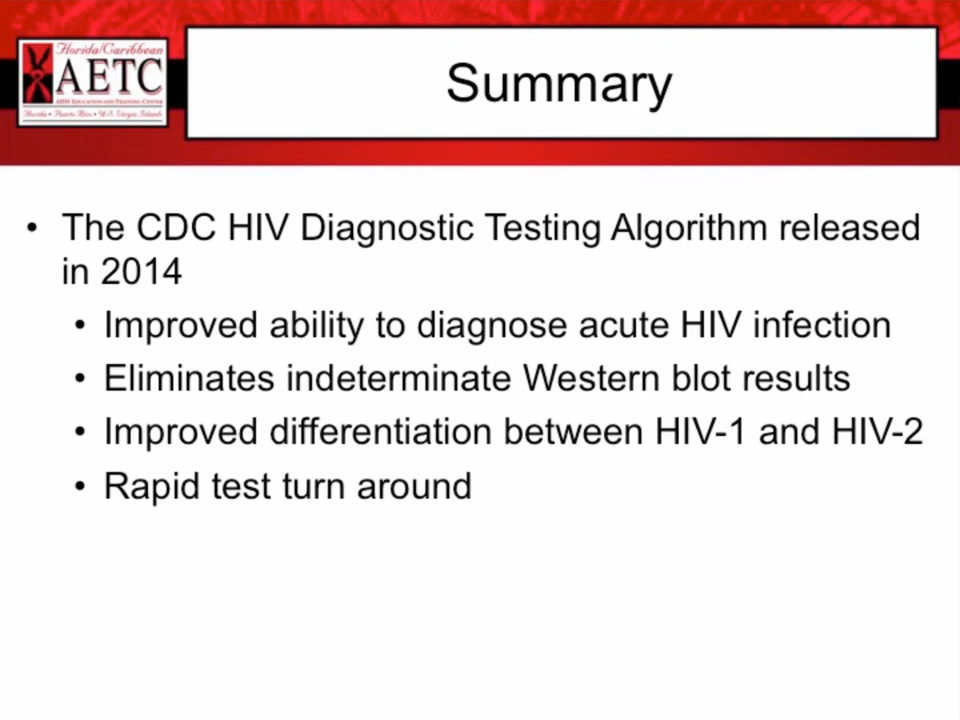 Florida/Caribbean
AETC
AIDS EDUCATION AND TRAINING CENTER
Florida • Puerto Rico • U.S. Virgin Islands
Summary
• The CDC HIV Diagnostic Testing Algorithm released
in 2014
• Improved ability to diagnose acute HIV infection
• Eliminates indeterminate Western blot results
• Improved differentiation between HIV-1 and HIV-2
• Rapid test turn around